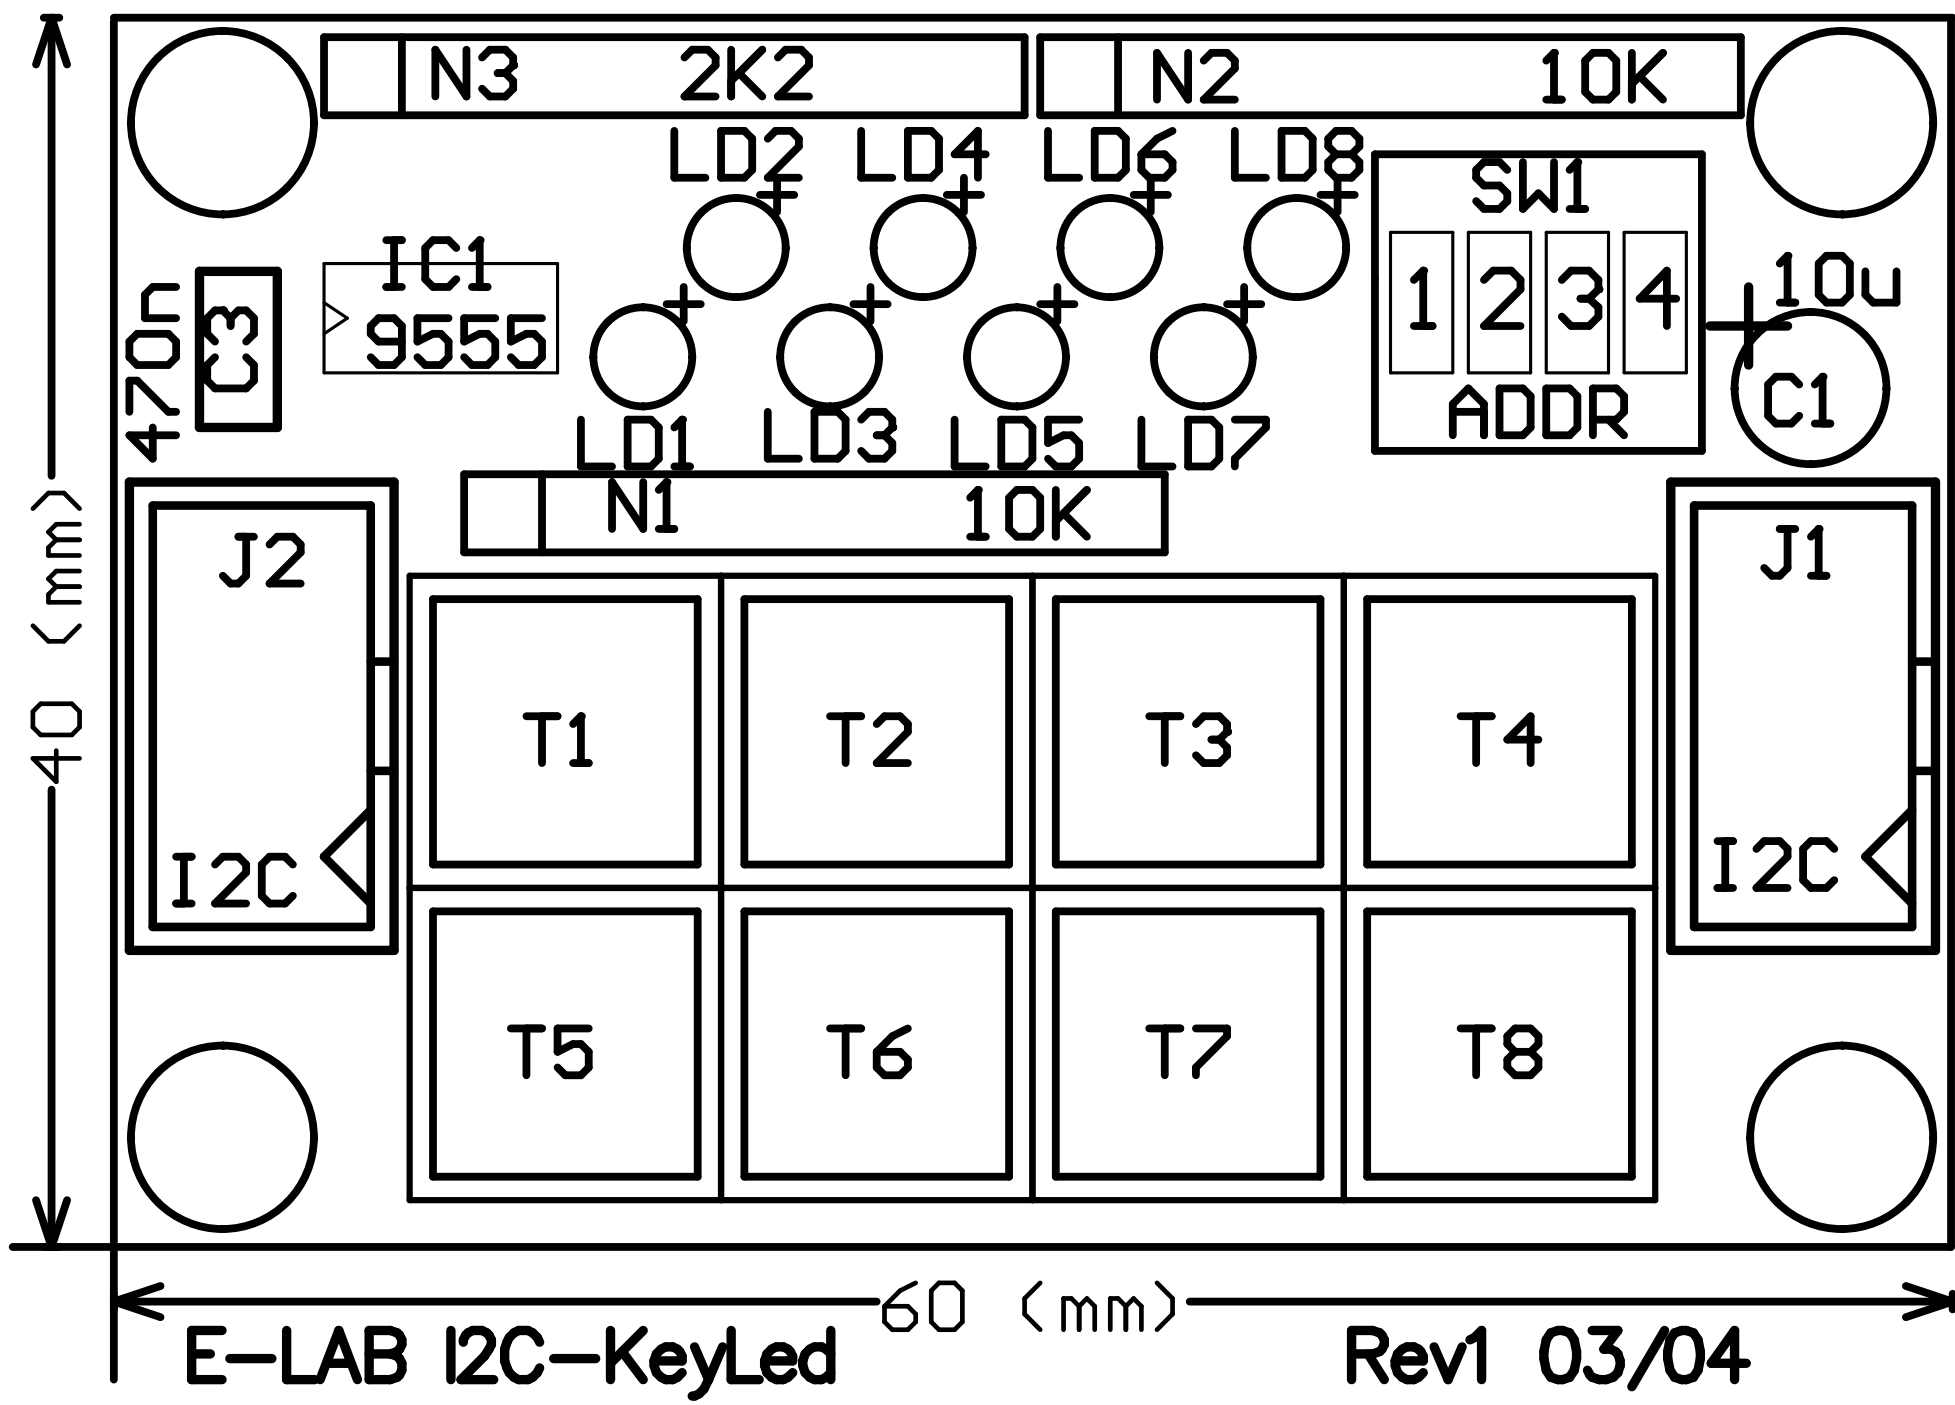 N3 2K2 N2 10K
LD2 LD4 LD6 LD8
SW1
IC1
9555
1 2 3 4
10u
470n
C3
C1
ADDR
LD1 LD3 LD5 LD7
N1 10K
J2
J1
40 (mm)
T1 T2 T3 T4
I2C
I2C
T5 T6 T7 T8
60 (mm)
E-LAB I2C-KeyLed Rev1 03/04